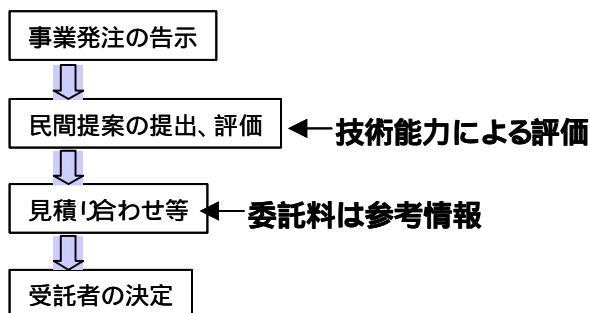 事業発注の告示
民間提案の提出、評価
技術能力による評価
見積り合わせ等
委託料は参考情報
受託者の決定